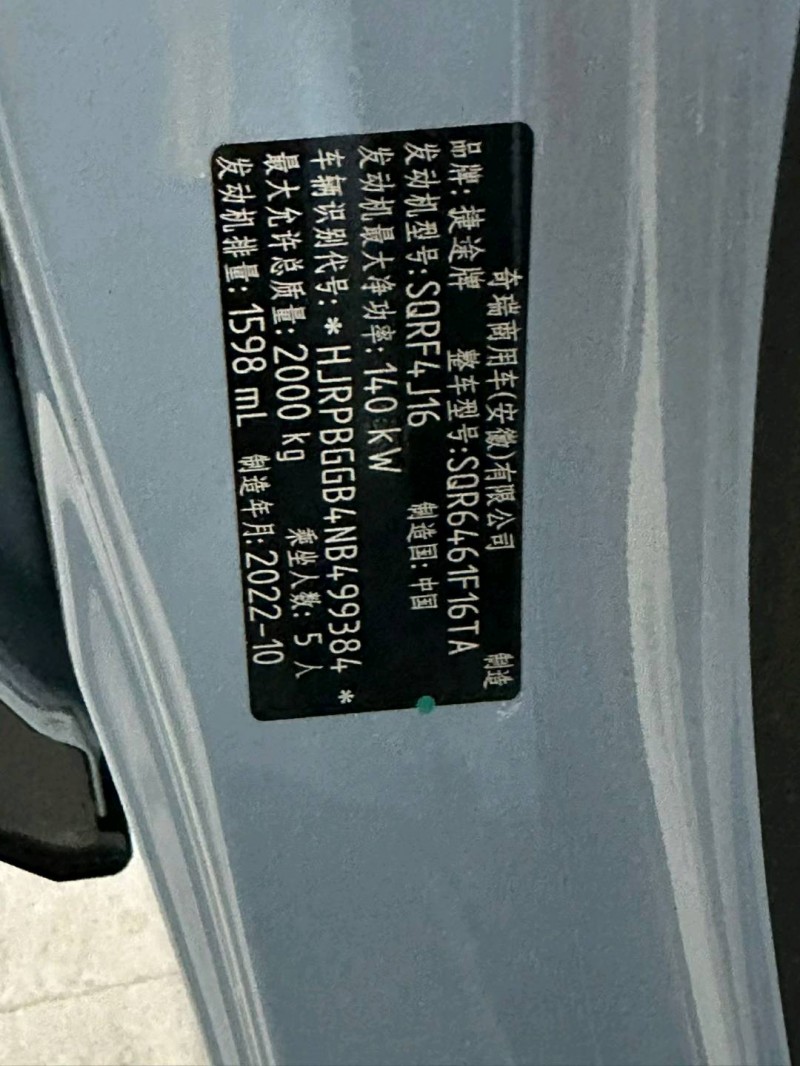 奇瑞商用车(安徽)有限公司 制造
品牌: 捷途牌 整车型号:SQR6461F16TA
发动机型号:SQRF4J16 制造国:中国
发动机最大净功率:140 kW
车辆识别代号:*HJRPBGGB4NB499384*
最大允许总质量:2000 kg 乘坐人数: 5 人
发动机排量: 1598 mL 制造年月:2022-10